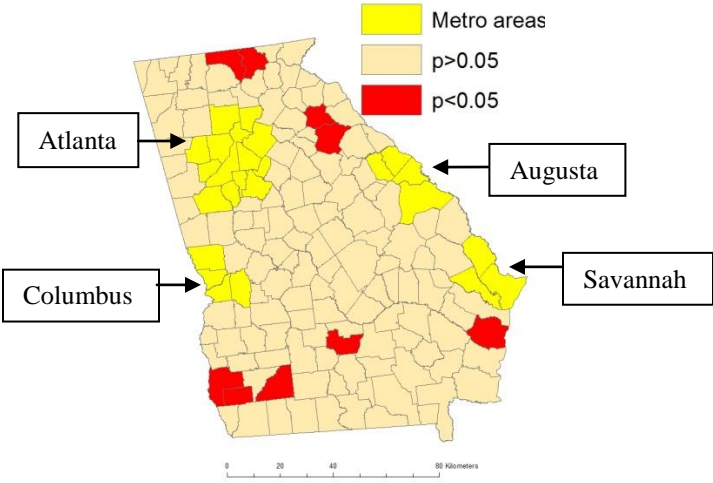 Metro areas
p>0.05
p<0.05
Atlanta
Augusta
Columbus
Savannah
0 20 40 80 Kilometers